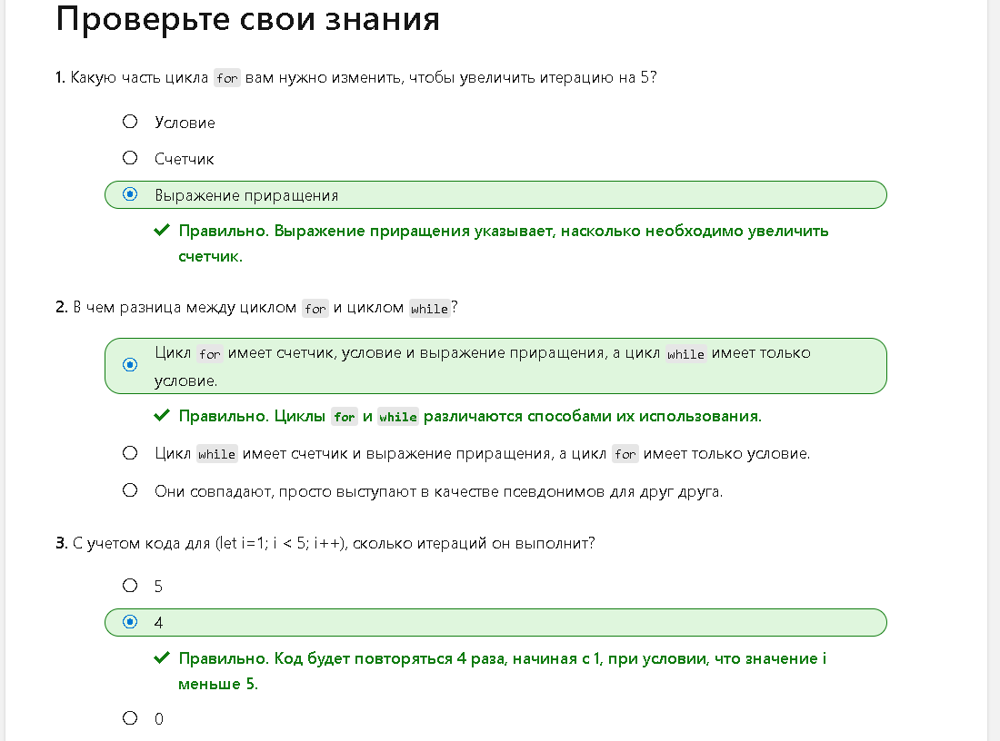 Проверьте свои знания
1. Какую часть цикла for вам нужно изменить, чтобы увеличить итерацию на 5?
Условие
Счетчик
Выражение приращения
Правильно. Выражение приращения указывает, насколько необходимо увеличить
счетчик.
2. В чем разница между циклом for и циклом while?
Цикл for имеет счетчик, условие и выражение приращения, а цикл while имеет только
условие.
Правильно. Циклы for и while различаются способами их использования.
Цикл while имеет счетчик и выражение приращения, а цикл for имеет только условие.
Они совпадают, просто выступают в качестве псевдонимов для друг друга.
3. С учетом кода для (let i=1; i < 5; i++), сколько итераций он выполнит?
5
4
Правильно. Код будет повторяться 4 раза, начиная с 1, при условии, что значение i
меньше 5.
0